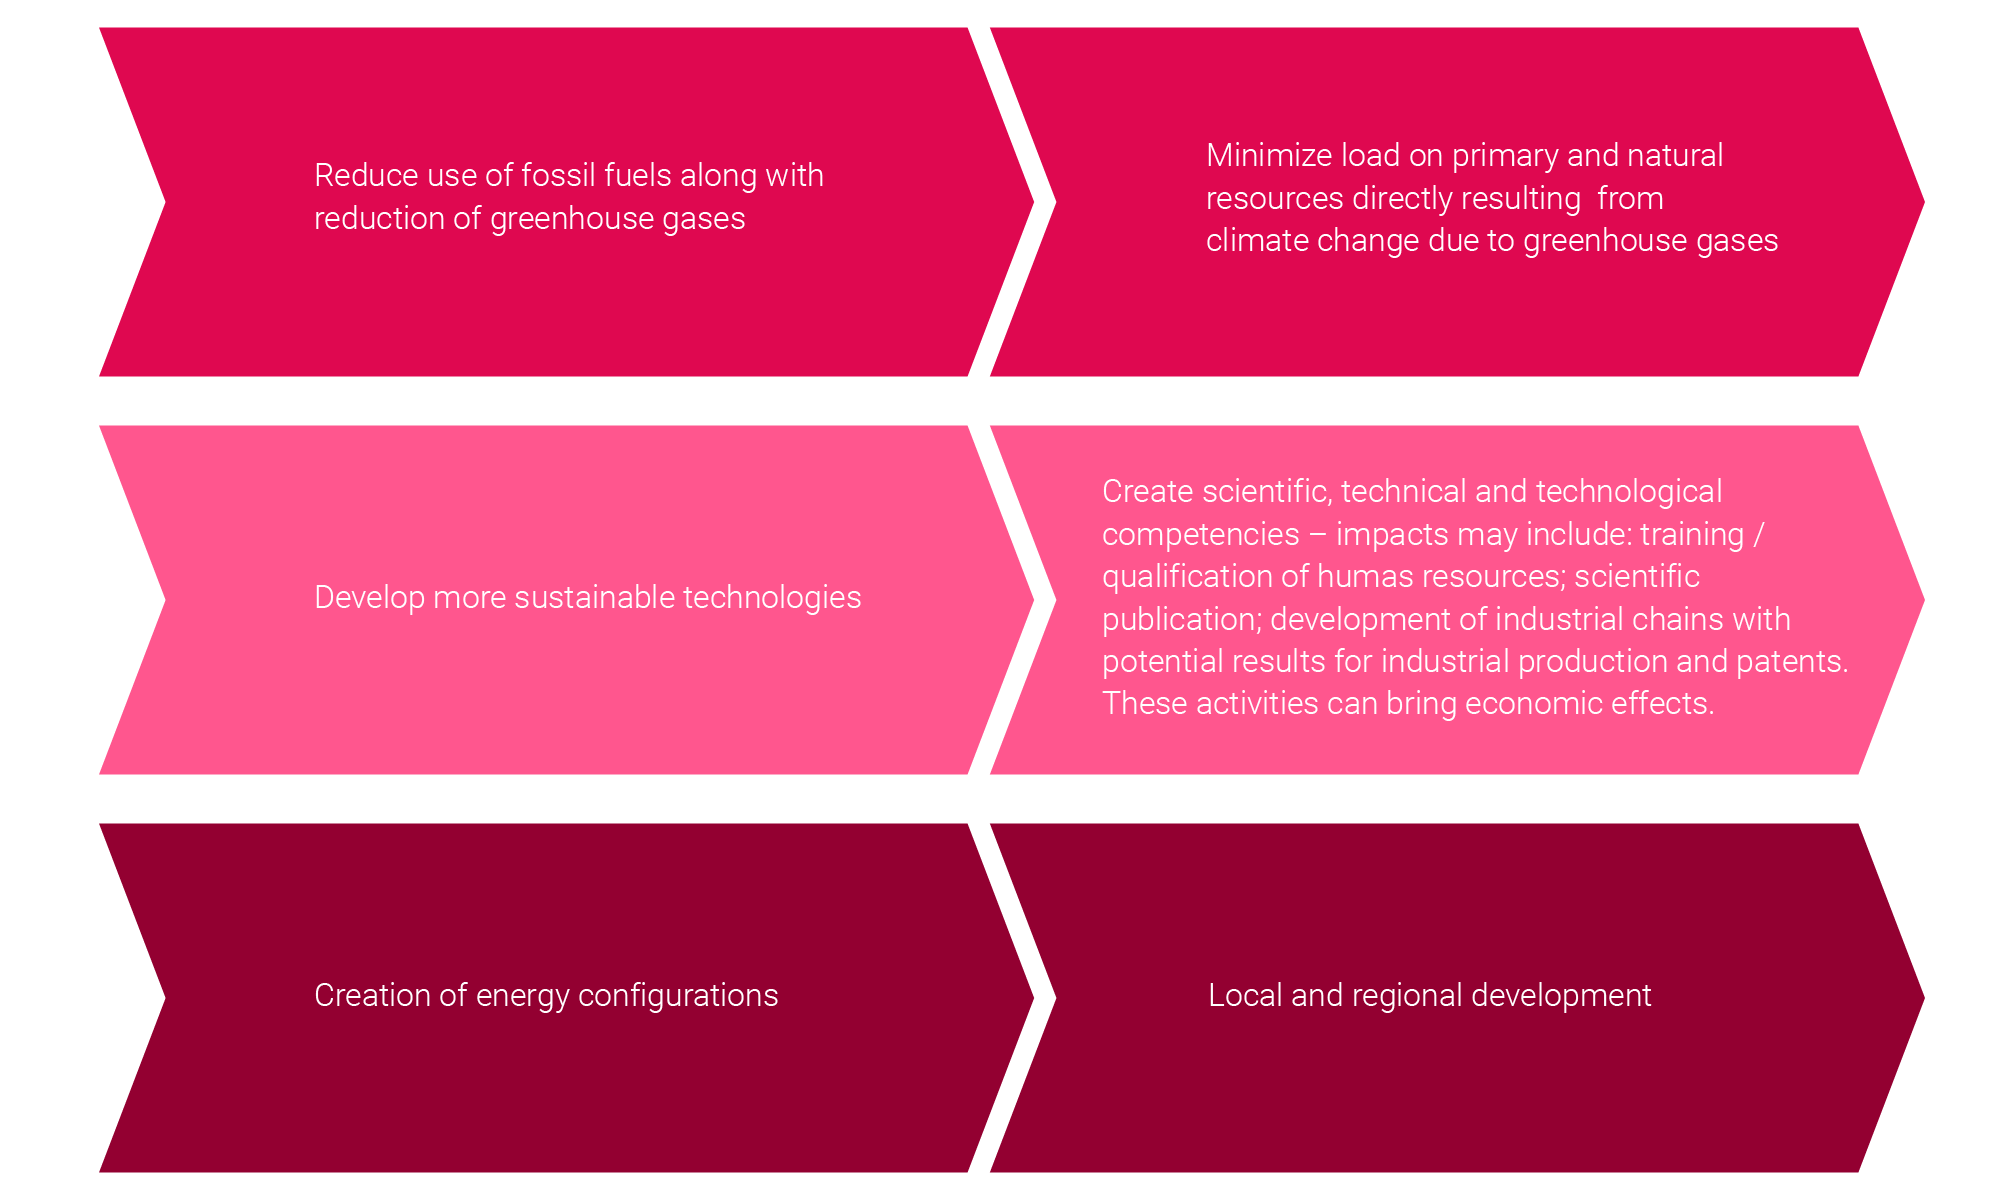 Reduce use of fossil fuels along with
reduction of greenhouse gases
Minimize load on primary and natural
resources directly resulting  from
climate change due to greenhouse gases
Develop more sustainable technologies
Create scientific, technical and technological
competencies – impacts may include: training /
qualification of humas resources; scientific
publication; development of industrial chains with
potential results for industrial production and patents.
These activities can bring economic effects.
Creation of energy configurations
Local and regional development